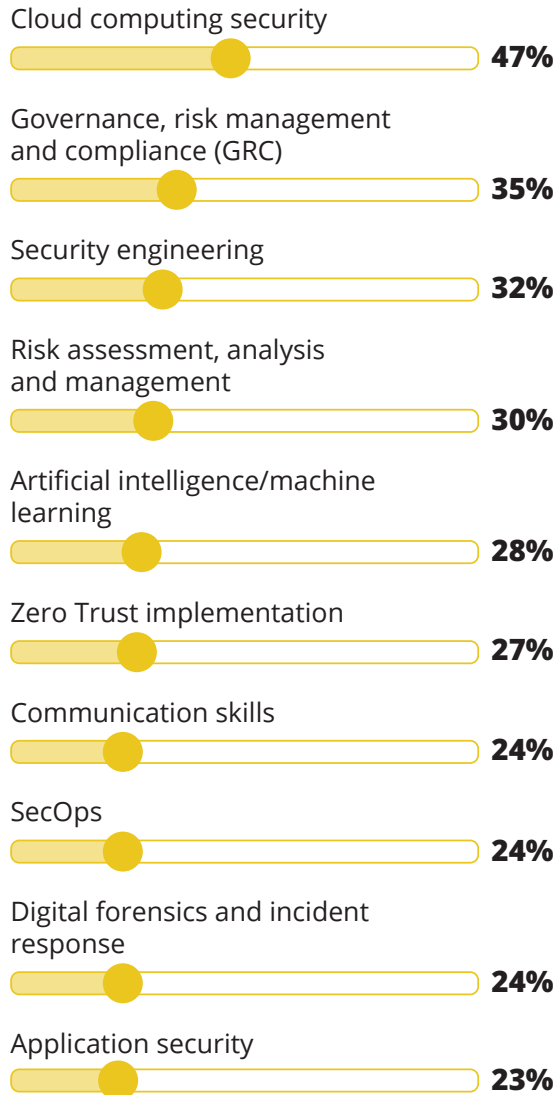 Cloud computing security
47%
Governance, risk management
and compliance (GRC)
35%
Security engineering
32%
Risk assessment, analysis
and management
30%
Artificial intelligence/machine
learning
28%
Zero Trust implementation
27%
Communication skills
24%
SecOps
24%
Digital forensics and incident
response
24%
Application security
23%